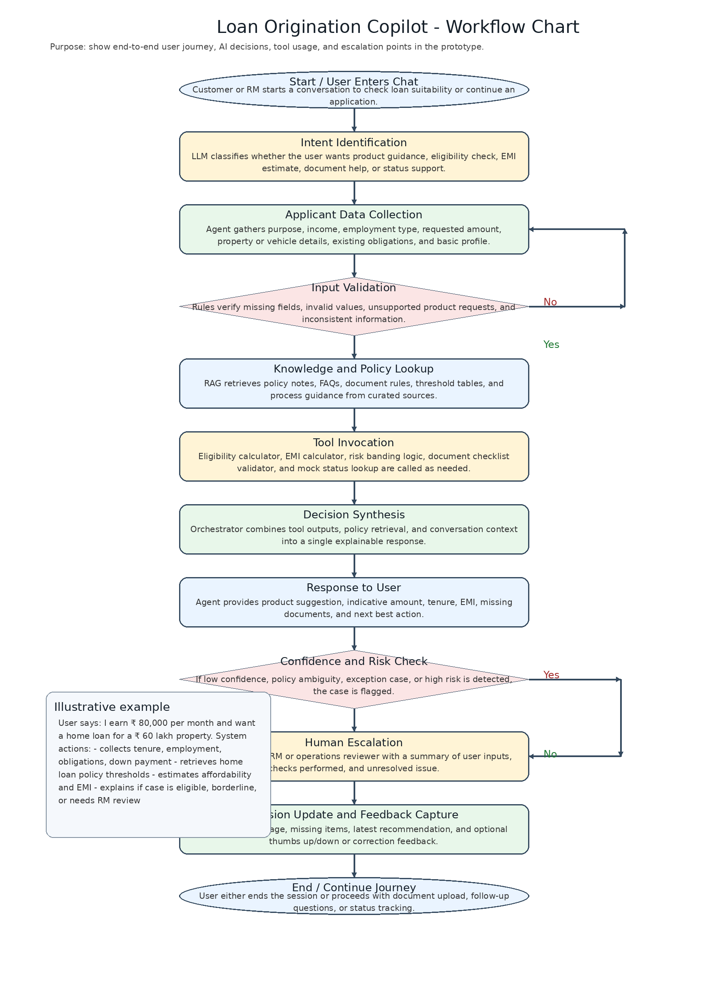 Loan Origination Copilot - Workflow Chart
Purpose: show end-to-end user journey, AI decisions, tool usage, and escalation points in the prototype.
Start / User Enters Chat
Customer or RM starts a conversation to check loan suitability or continue an
application.
Intent Identification
LLM classifies whether the user wants product guidance, eligibility check, EMI
estimate, document help, or status support.
Applicant Data Collection
Agent gathers purpose, income, employment type, requested amount,
property or vehicle details, existing obligations, and basic profile.
Input Validation
Rules verify missing fields, invalid values, unsupported product requests, and
inconsistent information.
No
Yes
Knowledge and Policy Lookup
RAG retrieves policy notes, FAQs, document rules, threshold tables, and
process guidance from curated sources.
Tool Invocation
Eligibility calculator, EMI calculator, risk banding logic, document checklist
validator, and mock status lookup are called as needed.
Decision Synthesis
Orchestrator combines tool outputs, policy retrieval, and conversation context
into a single explainable response.
Response to User
Agent provides product suggestion, indicative amount, tenure, EMI, missing
documents, and next best action.
Confidence and Risk Check
If low confidence, policy ambiguity, exception case, or high risk is detected,
the case is flagged.
Yes
Illustrative example
User says: I earn ₹ 80,000 per month and want
a home loan for a ₹ 60 lakh property. System
actions: - collects tenure, employment,
obligations, down payment - retrieves home
loan policy thresholds - estimates affordability
and EMI - explains if case is eligible, borderline,
or needs RM review
Human Escalation
RM or operations reviewer with a summary of user inputs,
checks performed, and unresolved issue.
No
Update and Feedback Capture
missing items, latest recommendation, and optional
thumbs up/down or correction feedback.
End / Continue Journey
User either ends the session or proceeds with document upload, follow-up
questions, or status tracking.